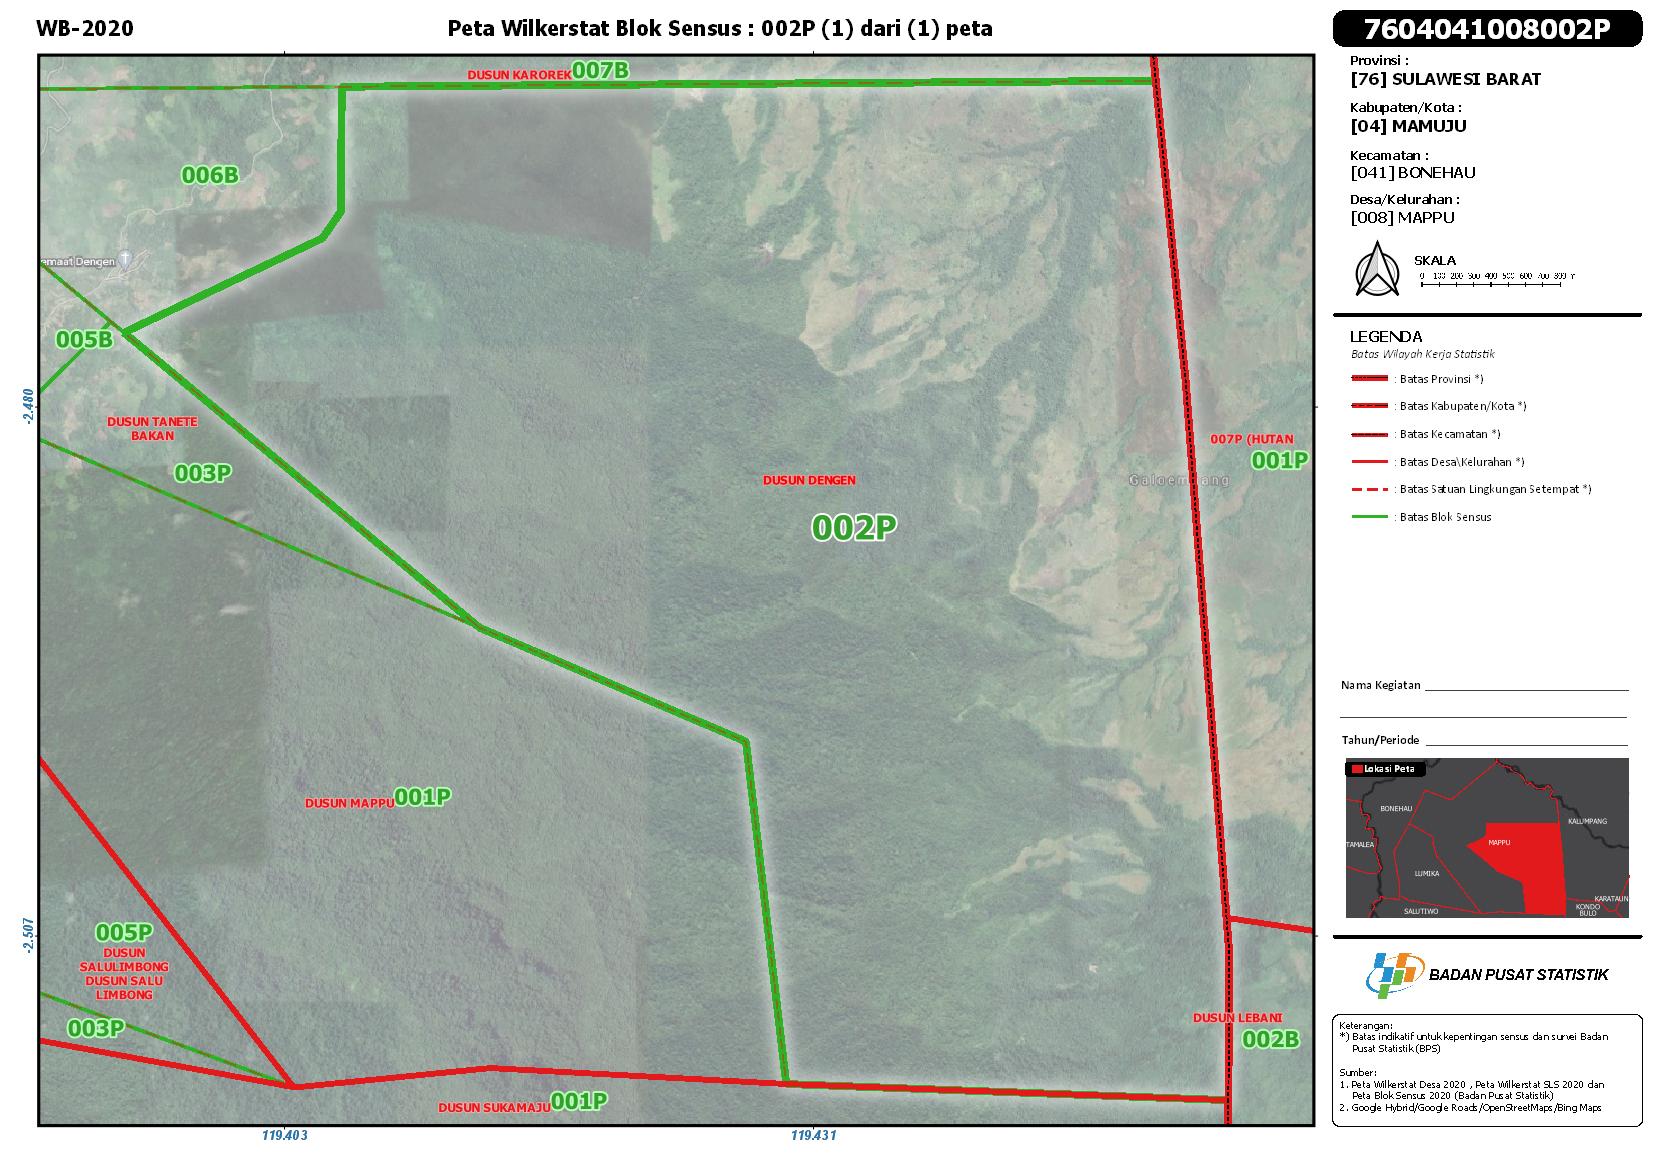 WB-2020
Peta Wilkerstat Blok Sensus : 002P (1) dari (1) peta
7604041008002P
Provinsi :
[76] SULAWESI BARAT
Kabupaten/Kota :
[04] MAMUJU
Kecamatan :
[041] BONEHAU
Desa/Kelurahan :
[008] MAPPU
SKALA
0 100 200 300 400 500 600 700 800 m
LEGENDA
Batas Wilayah Kerja Statistik
: Batas Provinsi *)
: Batas Kabupaten/Kota *)
: Batas Kecamatan *)
: Batas Desa\Kelurahan *)
: Batas Satuan Lingkungan Setempat *)
: Batas Blok Sensus
Nama Kegiatan
Tahun/Periode
Lokasi Peta
BONEHAU
KALUMPANG
TAMALEA
MAPPU
LUMIKA
KARATAUN
SALUTIWO
KONDO
BULO
BADAN PUSAT STATISTIK
Keterangan:
*) Batas indikatif untuk kepentingan sensus dan survei Badan
Pusat Statistik (BPS)
Sumber:
1. Peta Wilkerstat Desa 2020 , Peta Wilkerstat SLS 2020 dan
Peta Blok Sensus 2020 (Badan Pusat Statistik)
2. Google Hybrid/Google Roads/OpenStreetMaps/Bing Maps
DUSUN KAROREK 007B
006B
emaat Dengen
005B
DUSUN TANETE
BAKAN
003P
DUSUN DENGEN
002P
007P (HUTAN
001P
DUSUN MAPPU 001P
005P
DUSUN
SALULIMBONG
DUSUN SALU
LIMBONG
003P
DUSUN LEBANI
002B
DUSUN SUKAMAJU 001P
-2.480
-2.507
119.403
119.431